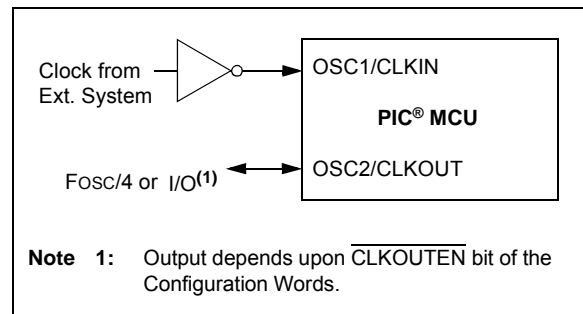 Clock from
Ext. System
OSC1/CLKIN
PIC® MCU
FOSC/4 or I/O(1)
OSC2/CLKOUT
Note 1: Output depends upon CLKOUTEN bit of the
Configuration Words.